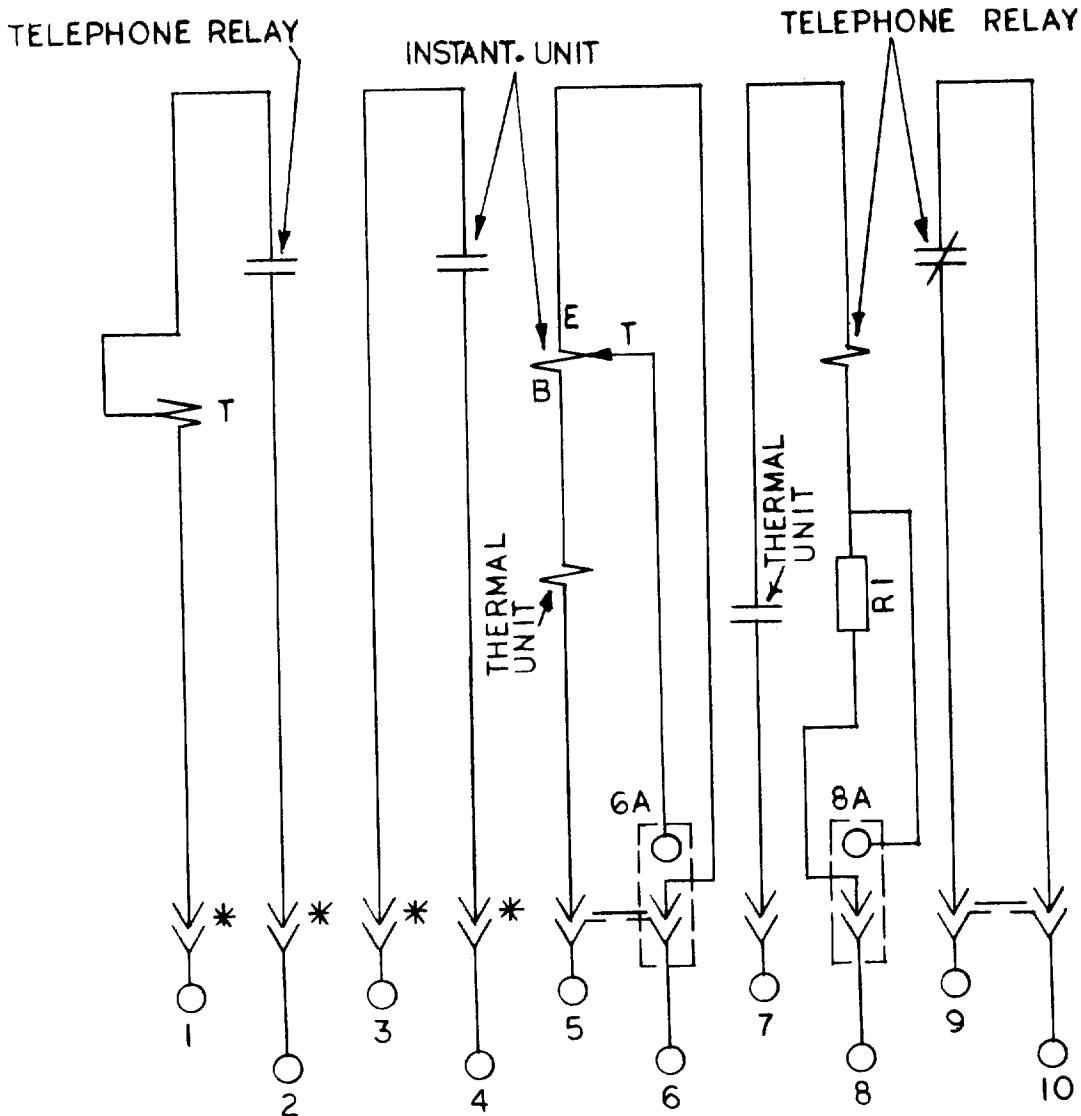 TELEPHONE RELAY
INSTANT. UNIT
TELEPHONE RELAY
E
T
B
T
THERMAL
UNIT
THERMAL
UNIT
R1
6A
8A
*
*
*
*
1
2
3
4
5
6
7
8
9
10